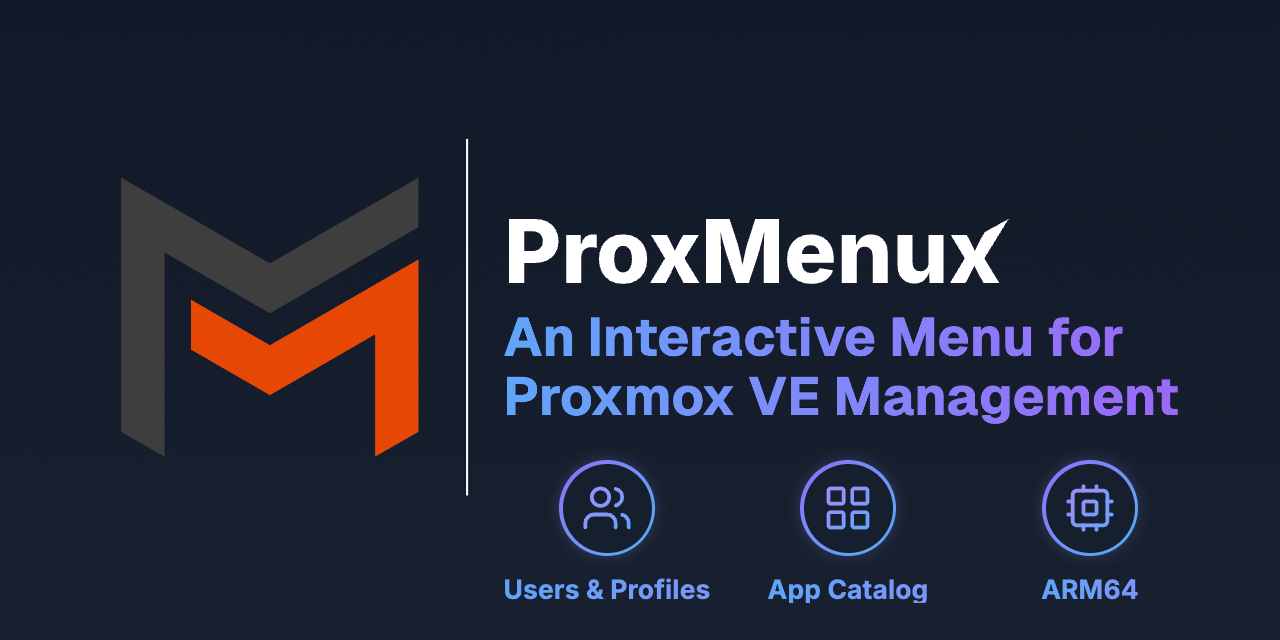 ProxMenux
An Interactive Menu for
Proxmox VE Management
Users & Profiles
App Catalog
ARM64